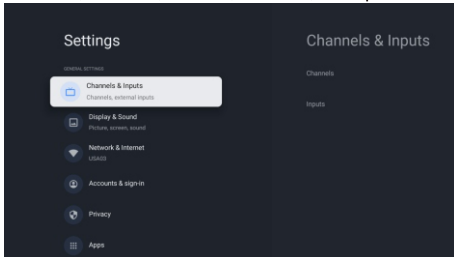 Settings
Channels & Inputs
GENERAL SETTINGS
Channels & Inputs
Channels, external inputs
Channels
Display & Sound
Picture, screen, sound
Inputs
Network & Internet
USA03
Accounts & sign-in
Privacy
Apps